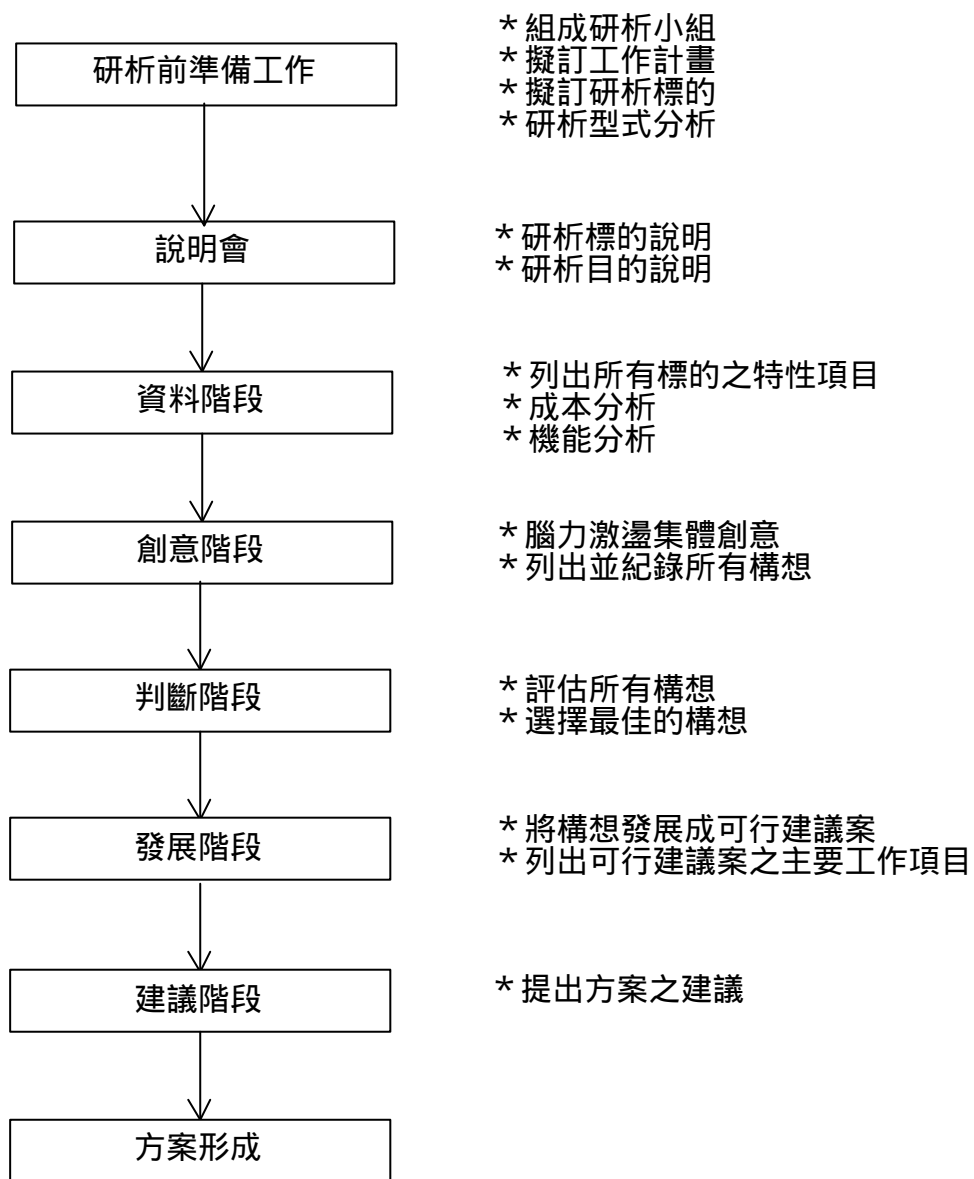 研析前準備工作
＊組成研析小組
＊擬訂工作計畫
＊擬訂研析標的
＊研析型式分析
說明會
＊研析標的說明
＊研析目的說明
資料階段
＊列出所有標的之特性項目
＊成本分析
＊機能分析
創意階段
＊腦力激盪集體創意
＊列出並紀錄所有構想
判斷階段
＊評估所有構想
＊選擇最佳的構想
發展階段
＊將構想發展成可行建議案
＊列出可行建議案之主要工作項目
建議階段
＊提出方案之建議
方案形成